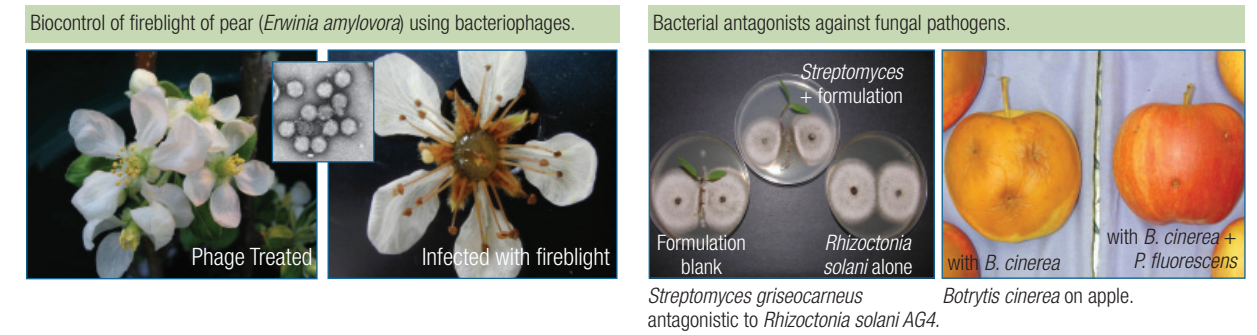 Biocontrol of fireblight of pear (Erwinia amylovora) using bacteriophages.
Phage Treated
Infected with fireblight
Bacterial antagonists against fungal pathogens.
Streptomyces
+ formulation
Formulation
blank
Rhizoctonia
solani alone
with B. cinerea
with B. cinerea +
P. fluorescens
Streptomyces griseocarneus
antagonistic to Rhizoctonia solani AG4.
Botrytis cinerea on apple.